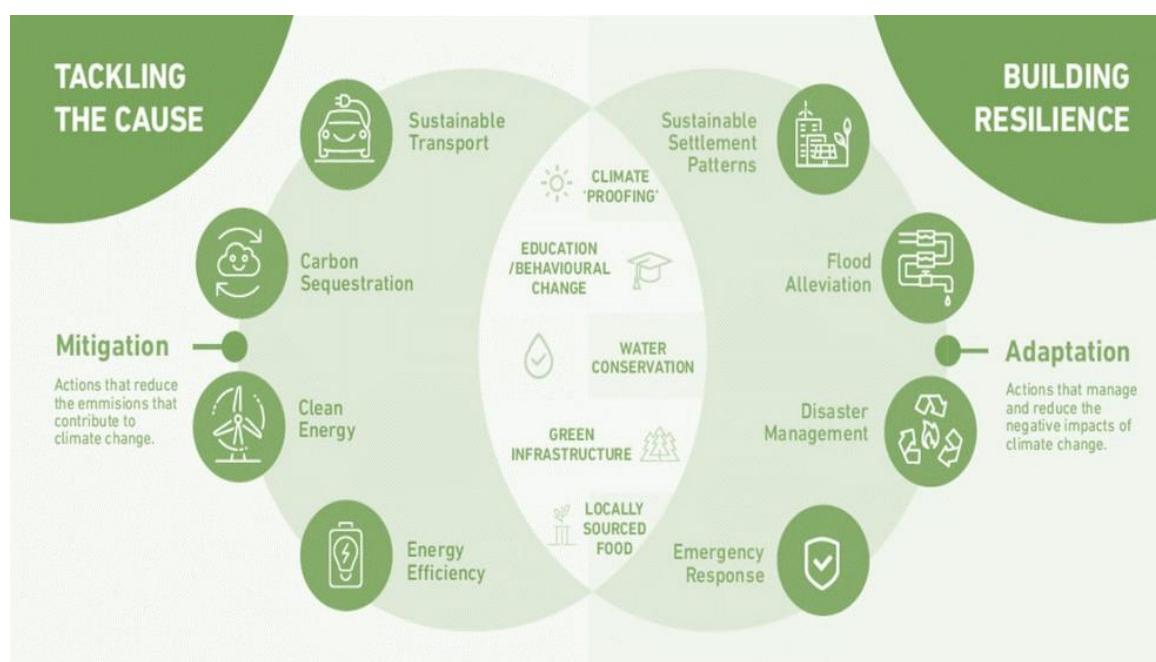 TACKLING
THE CAUSE
BUILDING
RESILIENCE
Sustainable
Transport
Carbon
Sequestration
Mitigation
Actions that reduce
the emmisions that
contribute to
climate change.
Clean
Energy
Energy
Efficiency
CLIMATE
'PROOFING'
EDUCATION
/BEHAVIOURAL
CHANGE
WATER
CONSERVATION
GREEN
INFRASTRUCTURE
LOCALLY
SOURCED
FOOD
Sustainable
Settlement
Patterns
Flood
Alleviation
Adaptation
Actions that manage
and reduce the
negative impacts of
climate change.
Disaster
Management
Emergency
Response